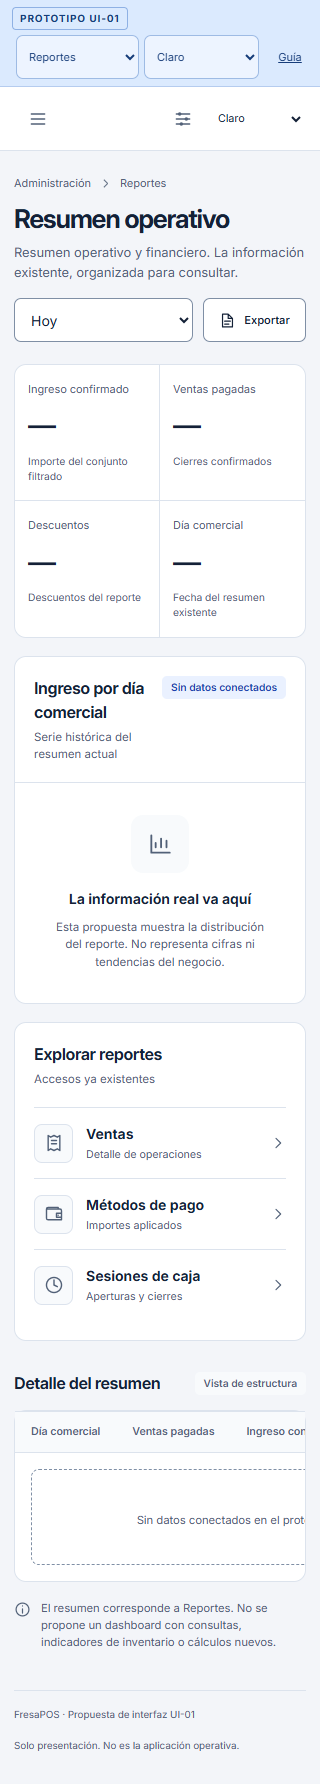 PROTOTIPO UI-01
Reportes
Claro
Guía
Claro
Administración
Reportes
Resumen operativo
Resumen operativo y financiero. La información
existente, organizada para consultar.
Hoy
Exportar
Ingreso confirmado
—
Importe del conjunto
filtrado
Ventas pagadas
—
Cierres confirmados
Descuentos
—
Descuentos del reporte
Día comercial
—
Fecha del resumen
existente
Ingreso por día
comercial
Sin datos conectados
Serie histórica del
resumen actual
La información real va aquí
Esta propuesta muestra la distribución
del reporte. No representa cifras ni
tendencias del negocio.
Explorar reportes
Accesos ya existentes
Ventas
Detalle de operaciones
Métodos de pago
Importes aplicados
Sesiones de caja
Aperturas y cierres
Detalle del resumen
Vista de estructura
Día comercial
Ventas pagadas
Ingreso con
Sin datos conectados en el prot
El resumen corresponde a Reportes. No se
propone un dashboard con consultas,
indicadores de inventario o cálculos nuevos.
FresaPOS · Propuesta de interfaz UI-01
Solo presentación. No es la aplicación operativa.